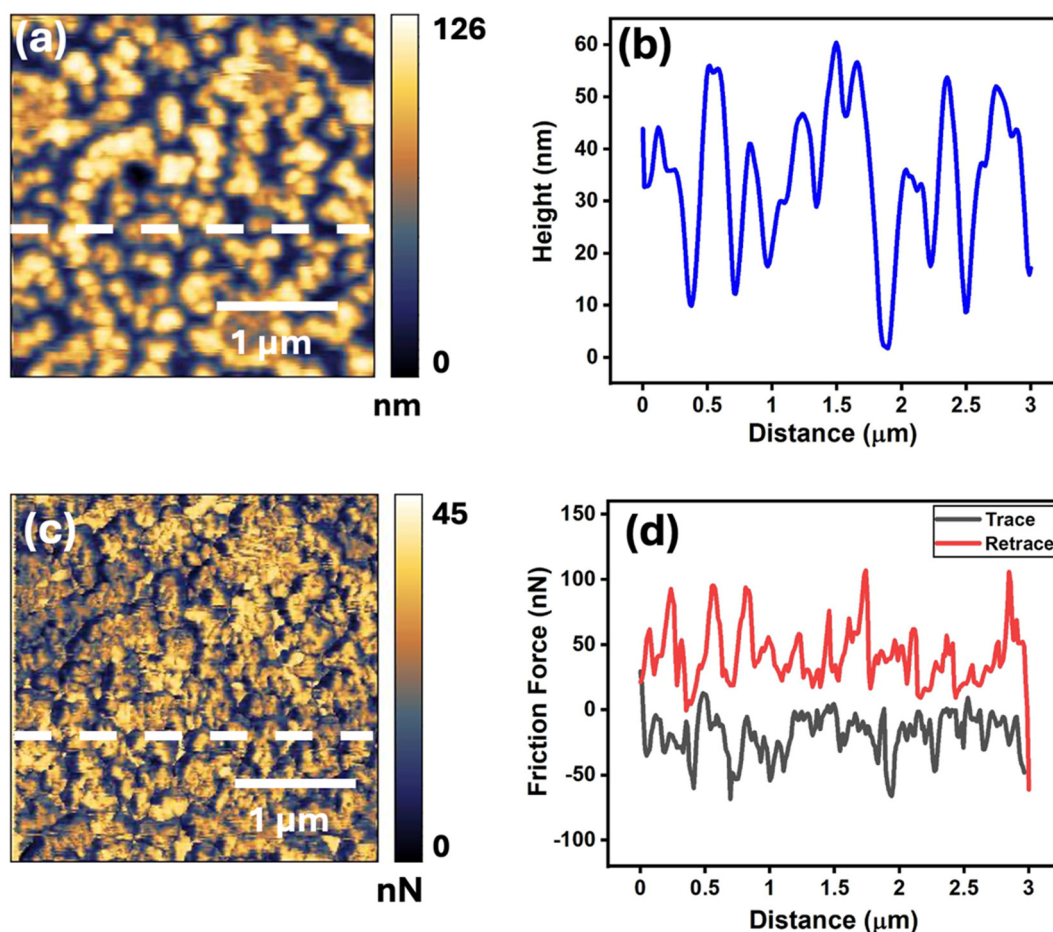 (a)
126
0
nm
1 µm
(b)
Height (nm)
60
50
40
30
20
10
0
0 0.5 1 1.5 2 2.5 3
Distance (μm)
(c)
45
0
nN
1 µm
(d)
Trace
Retrace
Friction Force (nN)
150
100
50
0
-50
-100
0 0.5 1 1.5 2 2.5 3
Distance (μm)